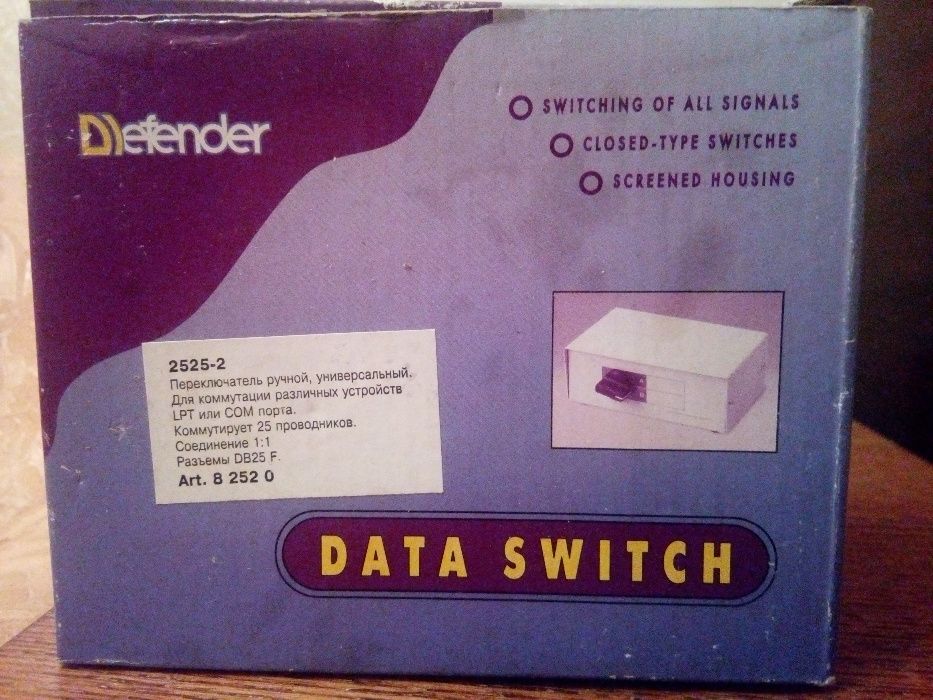 Defender
SWITCHING OF ALL SIGNALS
CLOSED-TYPE SWITCHES
SCREENED HOUSING
2525-2
Переключатель ручной, универсальный.
Для коммутации различных устройств
LPT или COM порта.
Коммутирует 25 проводников.
Соединение 1:1
Разъемы DB25 F.
Art. 8 252 0
DATA SWITCH